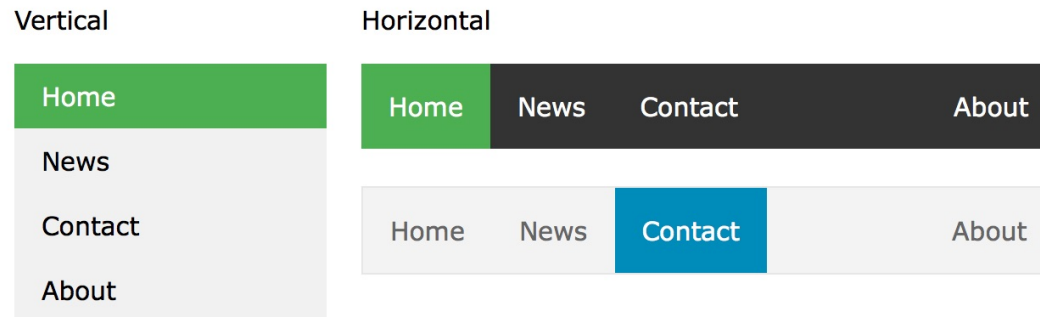 Vertical
Home
News
Contact
About
Horizontal
Home News Contact About
Home News Contact About